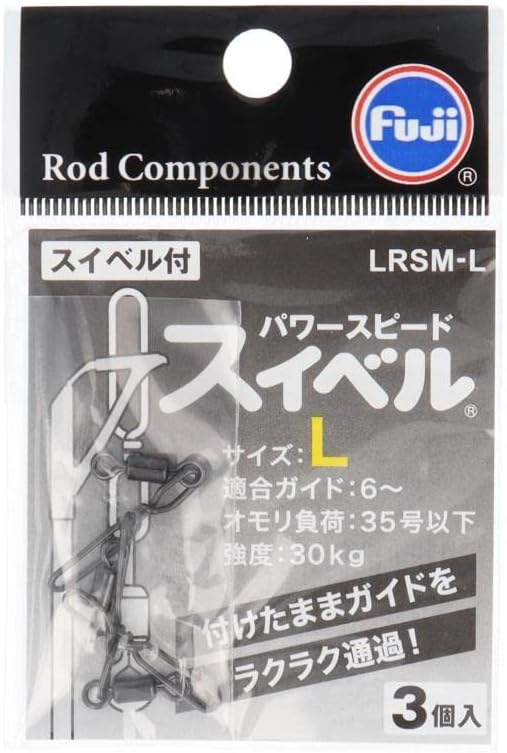 Fuji
Rod Components ®
スイベル付
LRSM-L
パワースピード
スイベル®
サイズ:L
適合ガイド:6〜
オモリ負荷:35号以下
強度:30kg
付けたままガイドを
ラクラク通過!
3個入